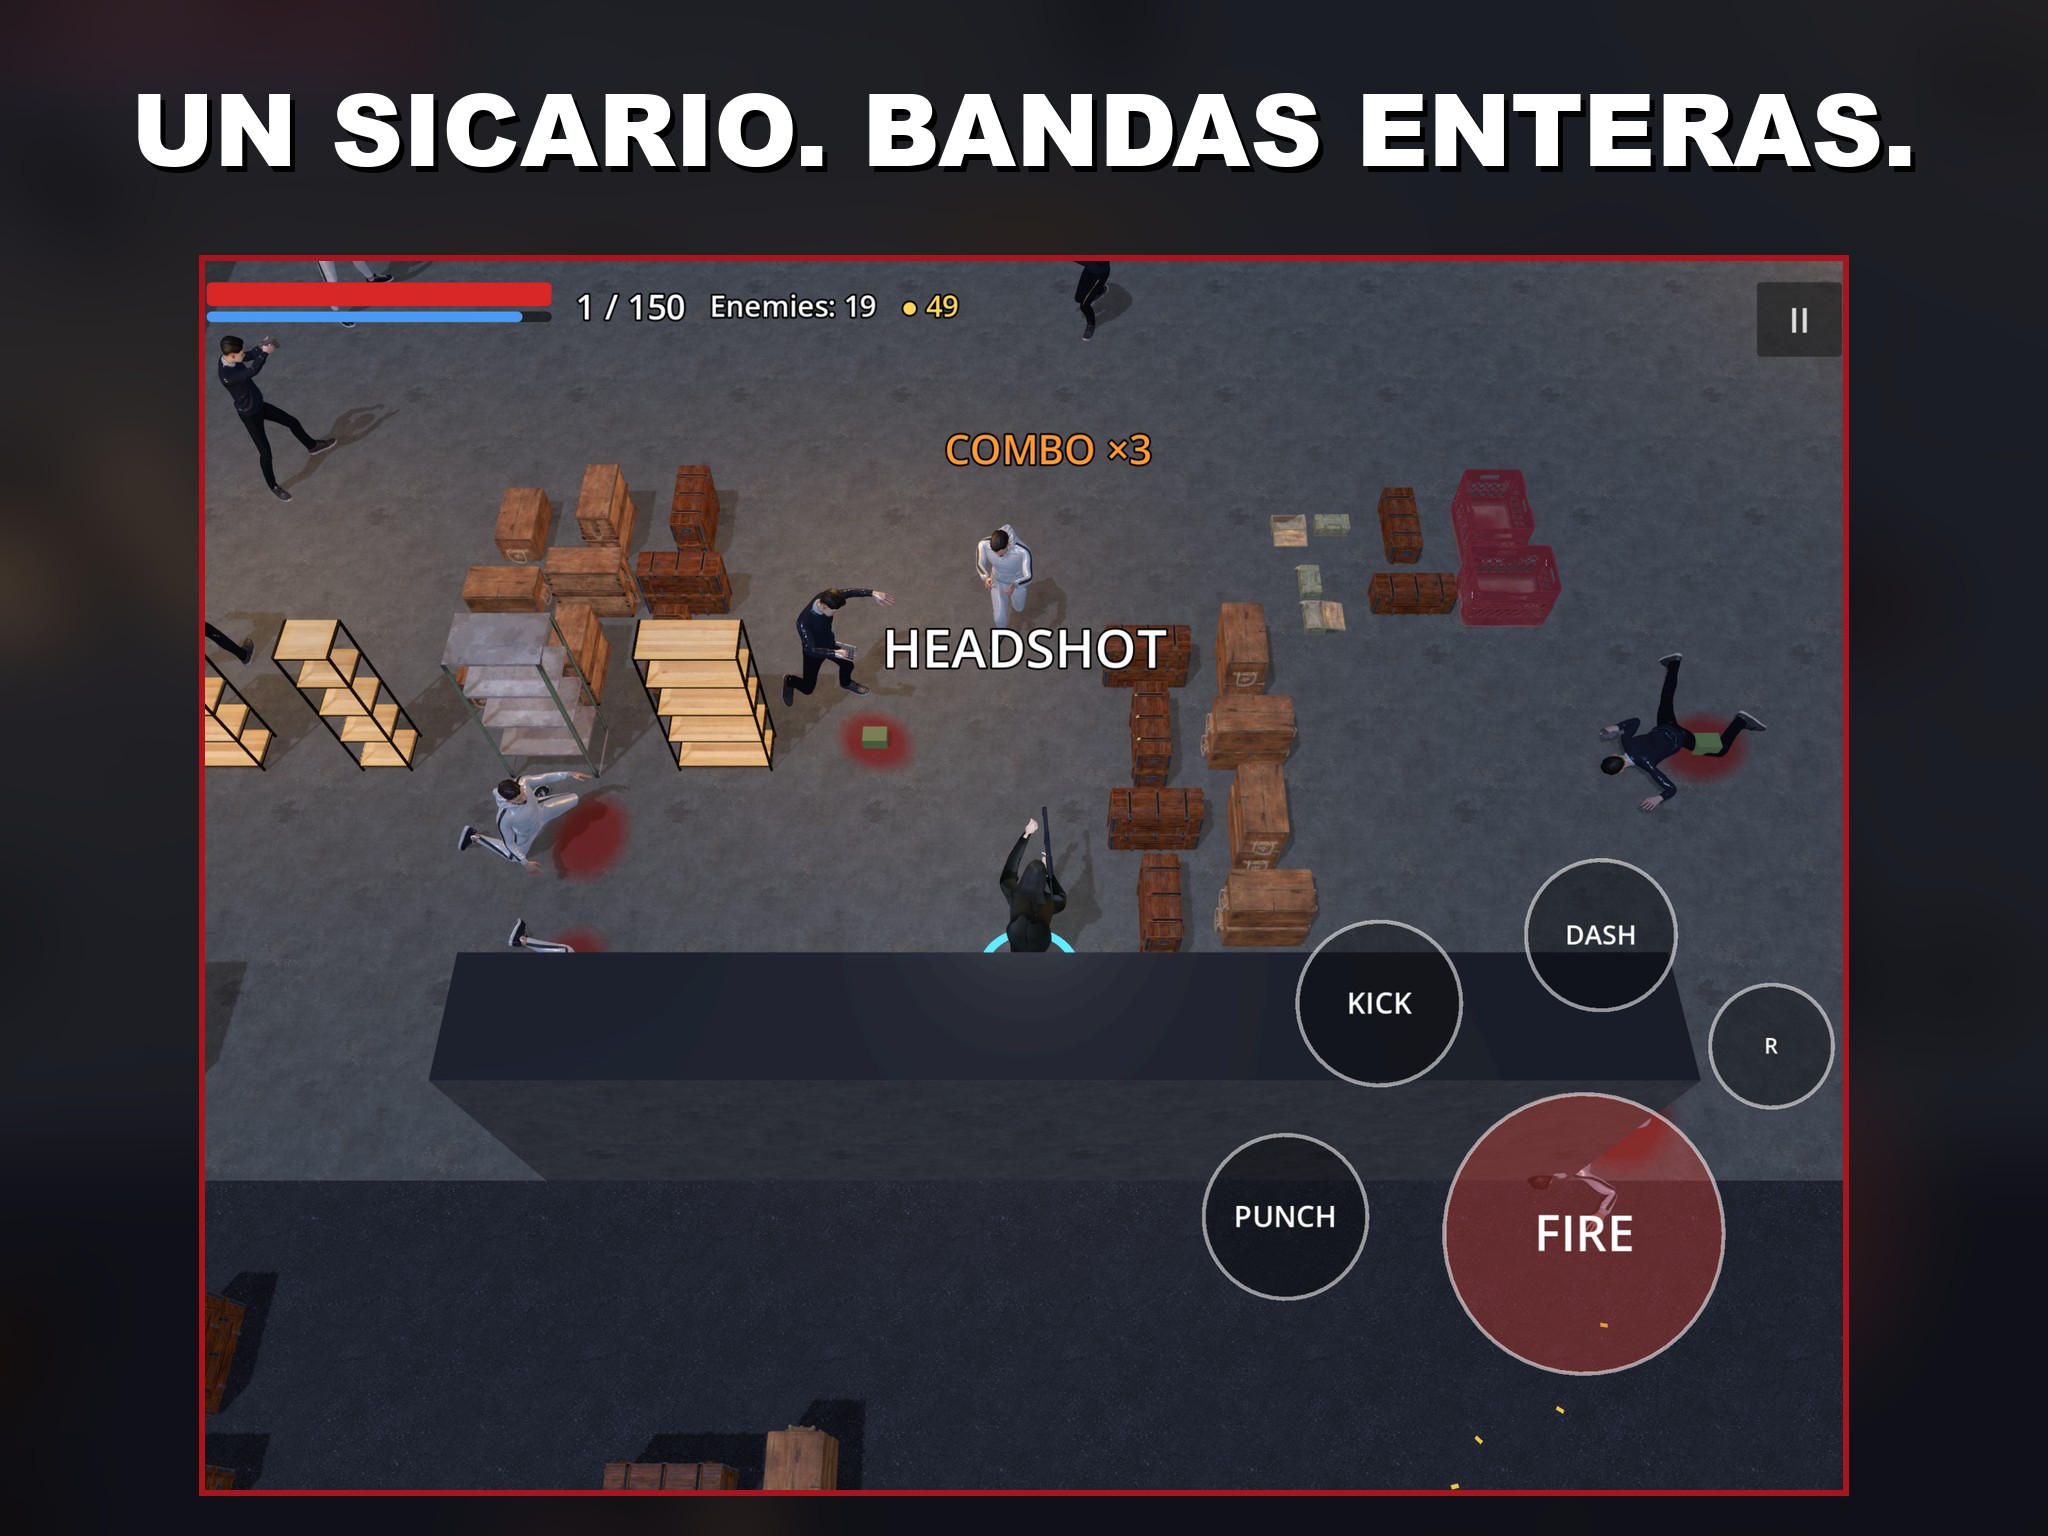 UN SICARIO. BANDAS ENTERAS.
1 / 150 Enemies: 19 49
COMBO ×3
HEADSHOT
DASH
KICK
R
PUNCH
FIRE